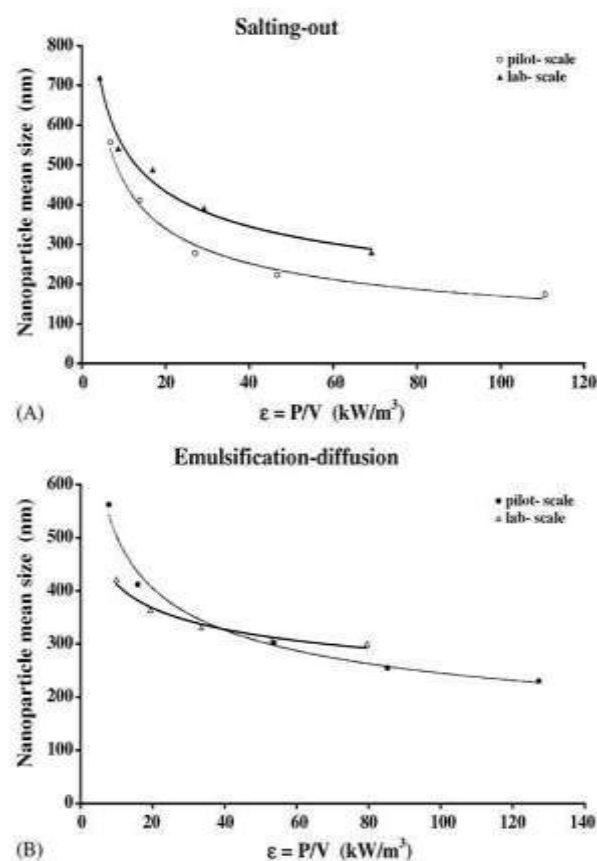 Salting-out
800
700
600
500
400
300
200
100
0
Nanoparticle mean size (nm)
pilot- scale
lab- scale
0 20 40 60 80 100 120
(A)
ε = P/V (kW/m³)
Emulsification-diffusion
600
500
400
300
200
100
0
Nanoparticle mean size (nm)
pilot- scale
lab- scale
0 20 40 60 80 100 120 140
(B)
ε = P/V (kW/m³)